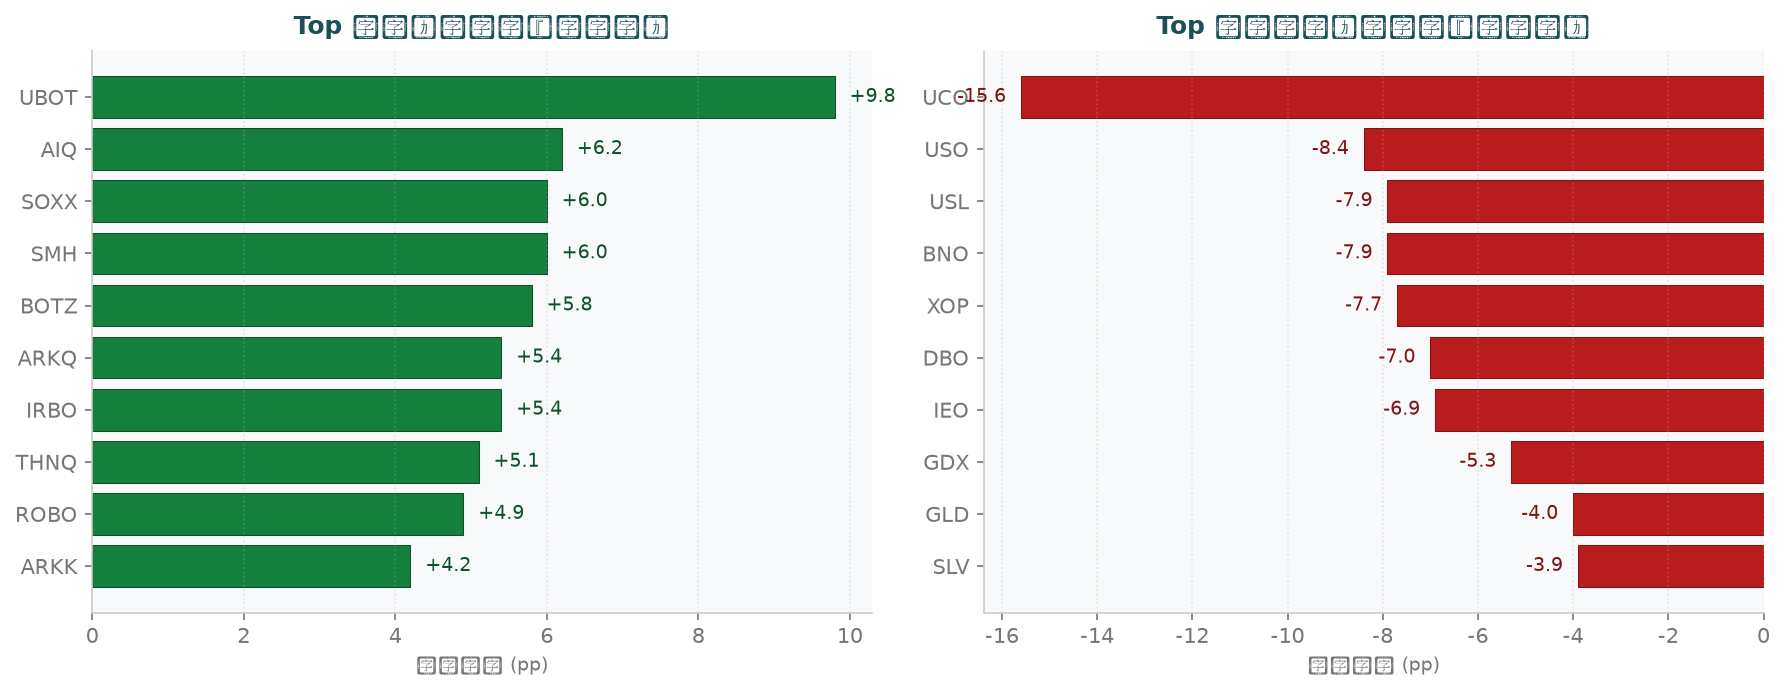 Top
UBOT +9.8
AIQ +6.2
SOXX +6.0
SMH +6.0
BOTZ +5.8
ARKQ +5.4
IRBO +5.4
THNQ +5.1
ROBO +4.9
ARKK +4.2
0 2 4 6 8 10
(pp)
Top
UCO -15.6
USO -8.4
USL -7.9
BNO -7.9
XOP -7.7
DBO -7.0
IEO -6.9
GDX -5.3
GLD -4.0
SLV -3.9
-16 -14 -12 -10 -8 -6 -4 -2 0
(pp)